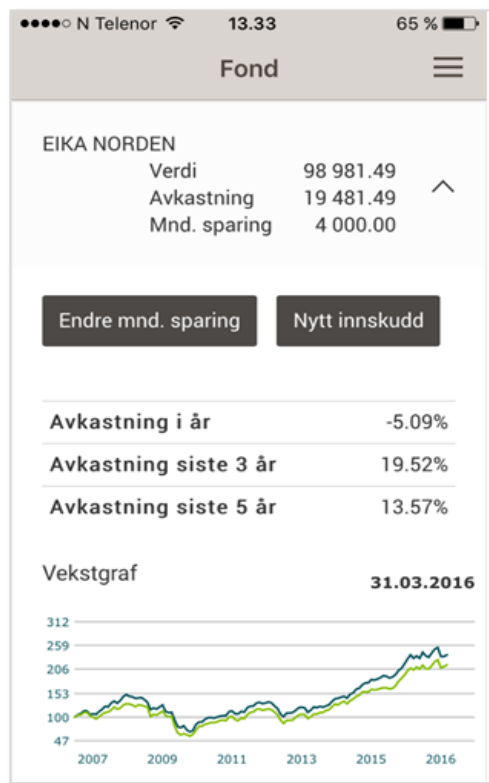 N Telenor 13.33 65 %
Fond
EIKA NORDEN
Verdi 98 981.49
Avkastning 19 481.49
Mnd. sparing 4 000.00
Endre mnd. sparing Nytt innskudd
Avkastning i år -5.09%
Avkastning siste 3 år 19.52%
Avkastning siste 5 år 13.57%
Vekstgraf 31.03.2016
312
259
206
153
100
47
2007 2009 2011 2013 2015 2016